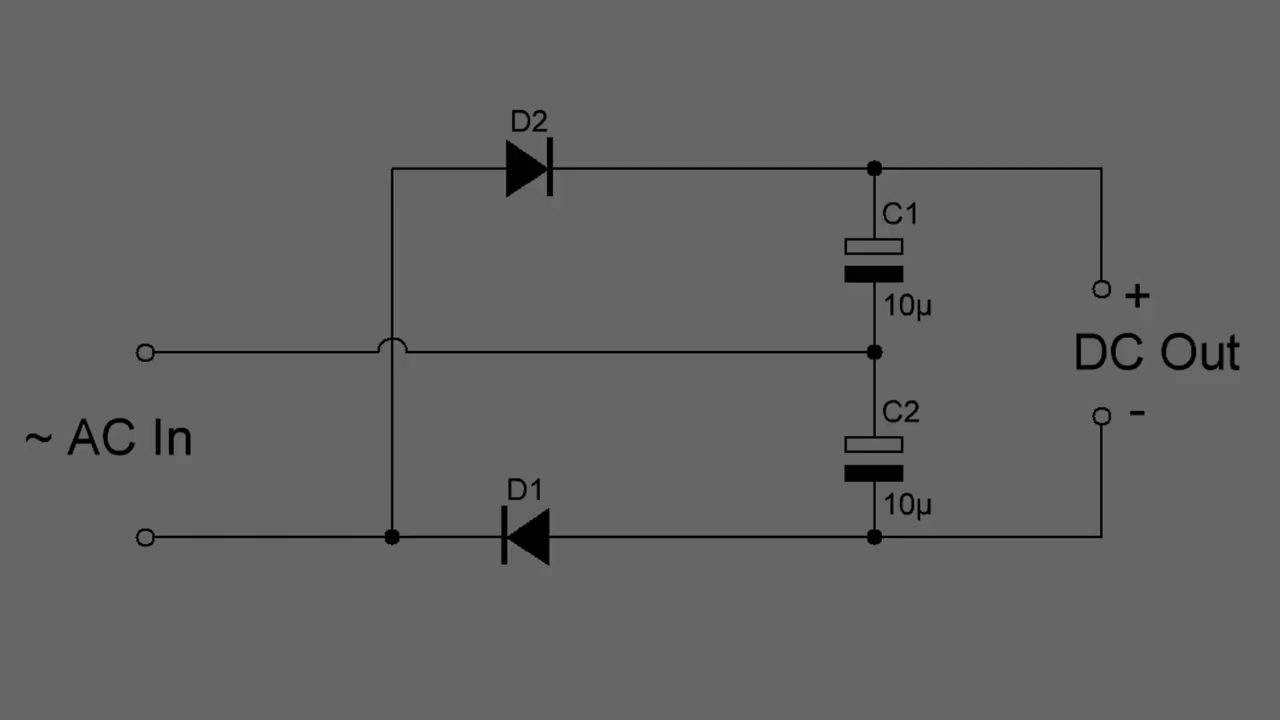 D2
C1
10µ
+
DC Out
-
C2
~ AC In
D1
10µ